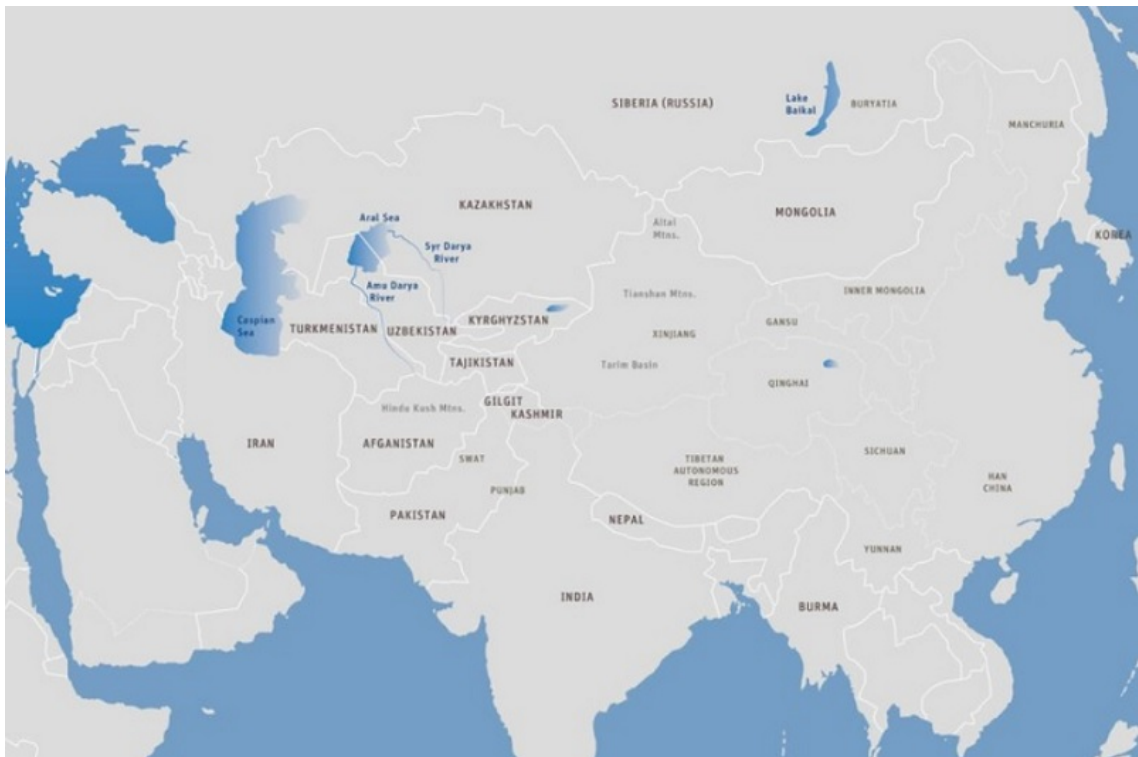 SIBERIA (RUSSIA)
Lake
Baikal
BURYATIA
MANCHURIA
KAZAKHSTAN
Altai
Mtns.
MONGOLIA
KOREA
Aral Sea
Syr Darya
River
Amu Darya
River
Caspian
Sea
TURKMENISTAN
UZBEKISTAN
KYRGHYZSTAN
Tianshan Mtns.
INNER MONGOLIA
GANSU
XINJIANG
TAJIKISTAN
Tarim Basin
QINGHAI
Hindu Kush Mtns.
GILGIT
KASHMIR
IRAN
AFGANISTAN
SWAT
PUNJAB
TIBETAN
AUTONOMOUS
REGION
SICHUAN
HAN
CHINA
PAKISTAN
NEPAL
YUNNAN
INDIA
BURMA